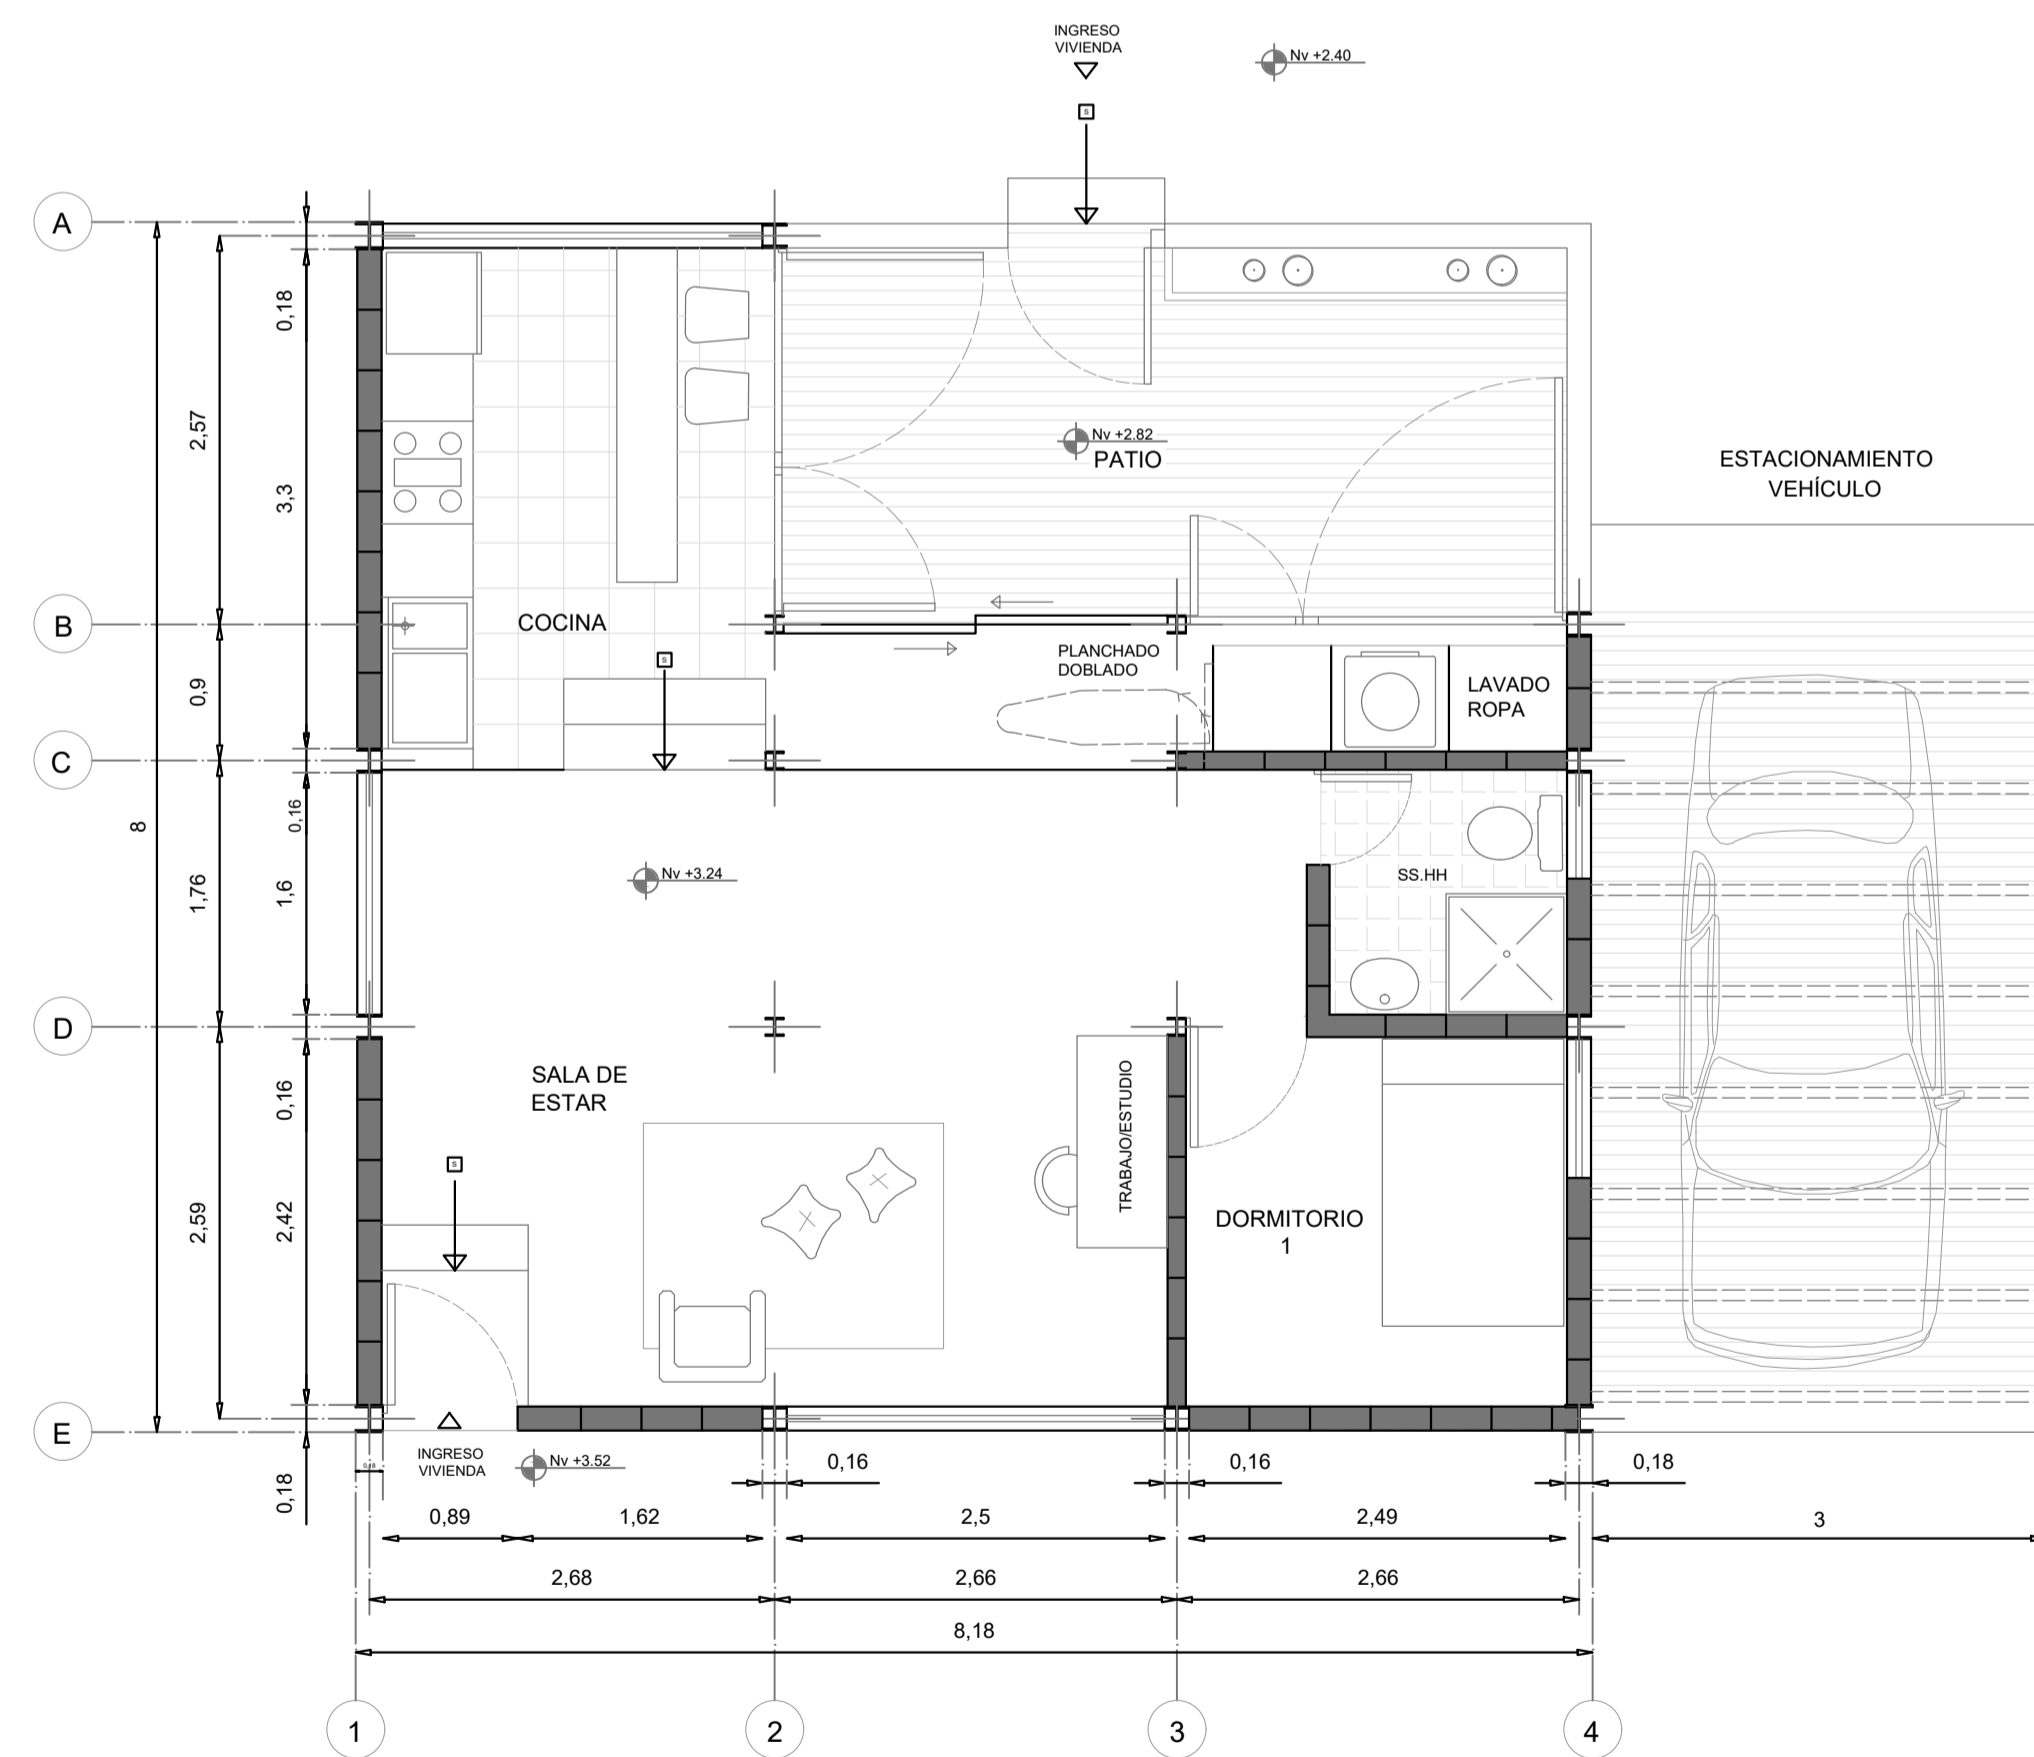 INGRESO
VIVIENDA
Nv +2.40
S
A
0,18
2,57
Nv +2.82
PATIO
ESTACIONAMIENTO
VEHÍCULO
3,3
B
COCINA
PLANCHADO
DOBLADO
S
0,9
LAVADO
ROPA
C
8
0,16
1,76
1,6
Nv +3.24
SS.HH
D
SALA DE
ESTAR
0,16
TRABAJO/ESTUDIO
S
2,59
2,42
DORMITORIO
1
E
INGRESO
VIVIENDA
Nv +3.52
0,18
0,18
0,16
0,16
0,18
0,89
1,62
2,5
2,49
3
2,68
2,66
2,66
8,18
1
2
3
4